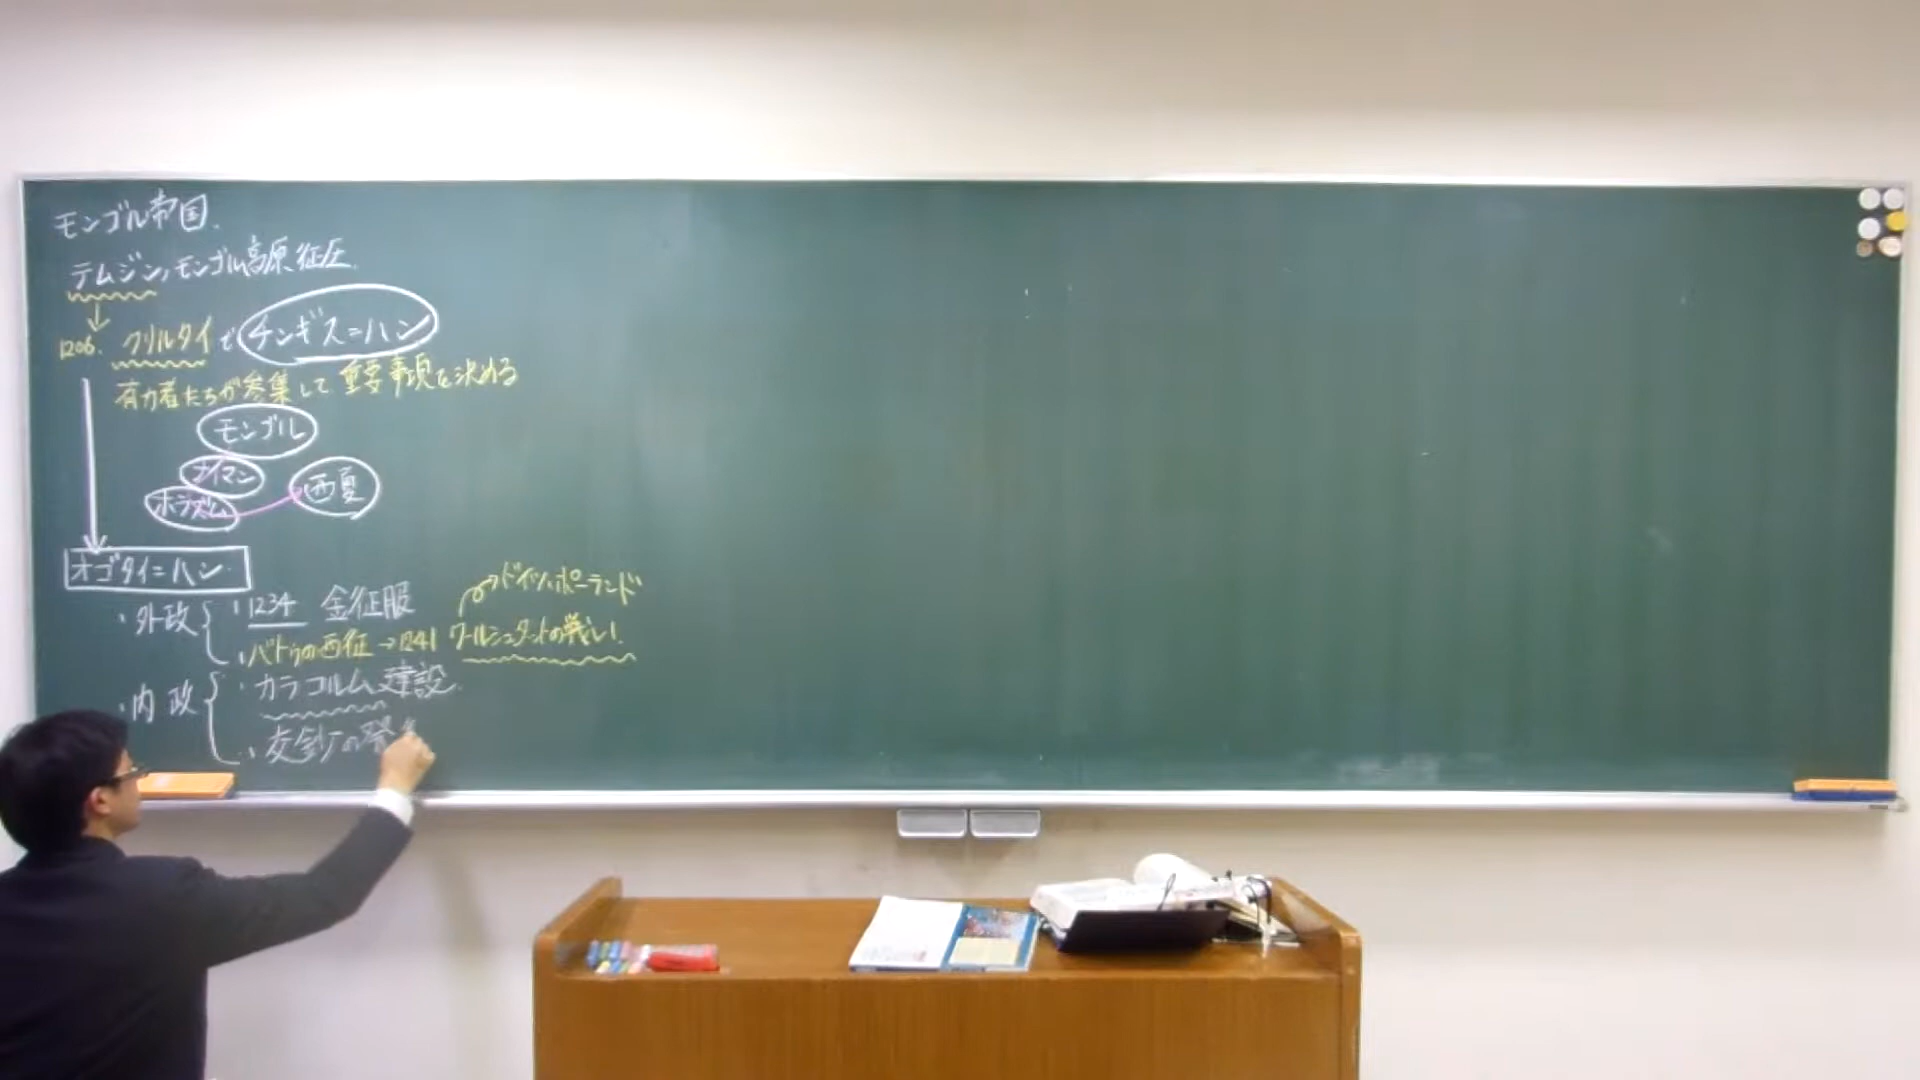 モンゴル帝国.
テムジン,モンゴル高原、征圧.
1206. クリルタイで チンギス=ハン
有力者たちが参集して重要事項を決める
モンゴル
ナイマン
ホラズム 西夏
オゴタイ=ハン
→ドイツ,ポーランド
・外政 ・1234 金征服
・バトゥの西征→1241 ワールシュタットの戦い!
・内政 ・カラコルム建設.
・交鈔の発